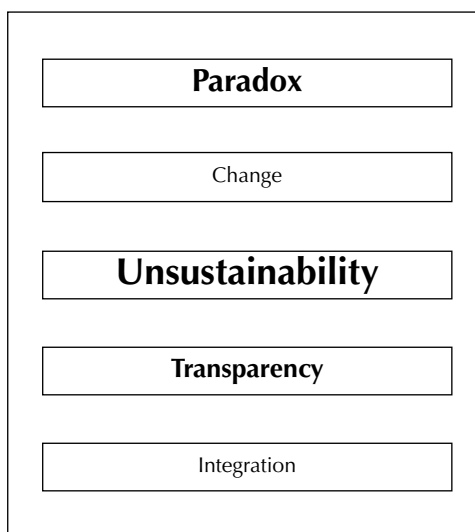 Paradox
Change
Unsustainability
Transparency
Integration